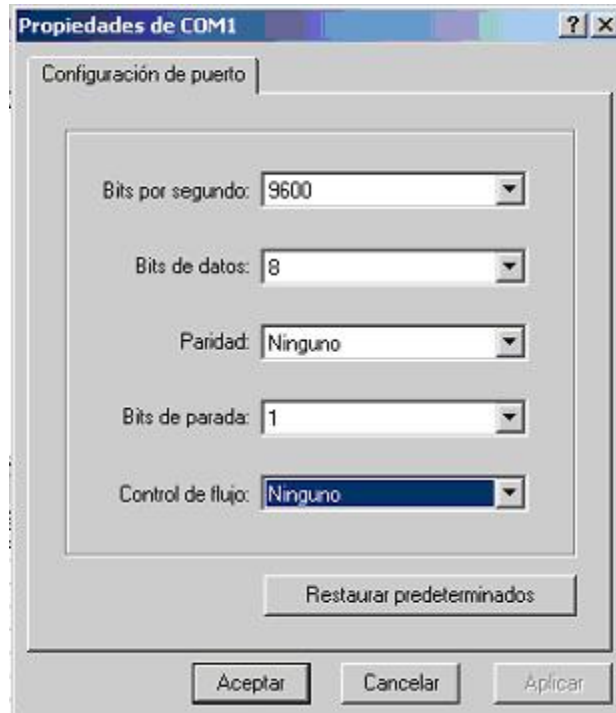 Propiedades de COM1
Configuración de puerto
Bits por segundo: 9600
Bits de datos: 8
Paridad: Ninguno
Bits de parada: 1
Control de flujo: Ninguno
Restaurar predeterminados
Aceptar Cancelar Aplicar